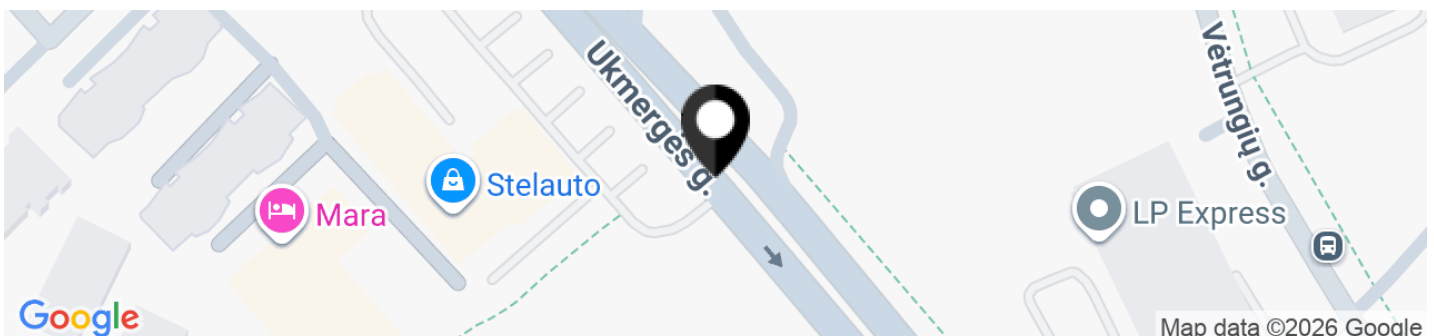 Ukmergės g.
Vėtrungių g.
Stelauto
Mara
LP Express
Google
Map data ©2026 Google